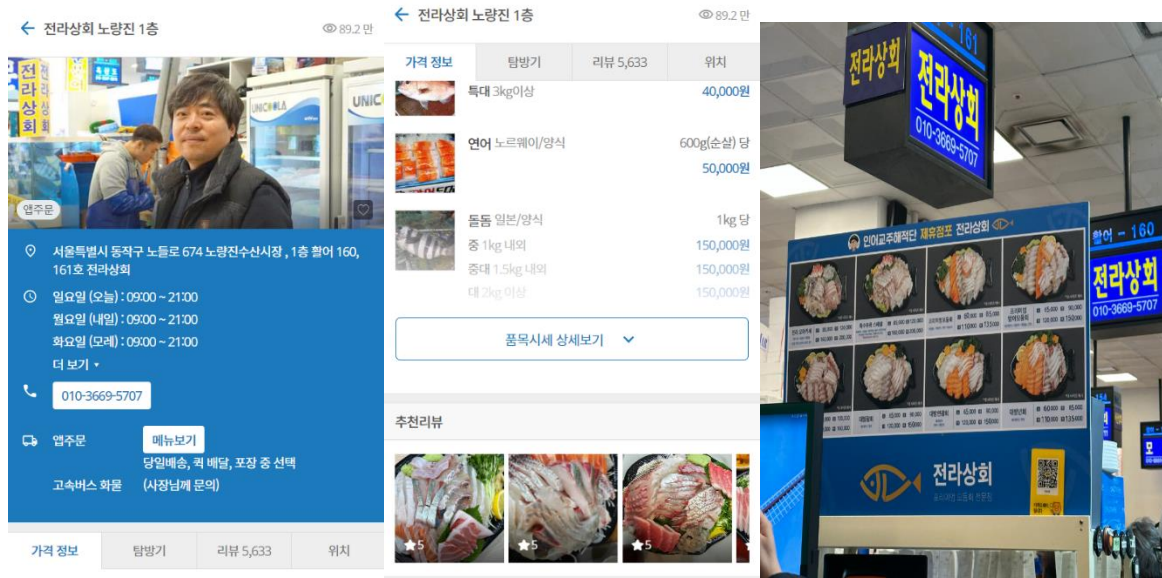 전라상회 노량진 1층
89.2만
전라상회
전라상회
UNICOOLA
UNIC
앱주문
서울특별시 동작구 노들로 674 노량진수산시장 , 1층 활어 160,
161호 전라상회
일요일 (오늘) : 09:00 ~ 21:00
월요일 (내일) : 09:00 ~ 21:00
화요일 (모레) : 09:00 ~ 21:00
더 보기
010-3669-5707
앱주문 메뉴보기
당일배송, 퀵 배달, 포장 중 선택
고속버스 화물 (사장님께 문의)
가격 정보 탐방기 리뷰 5,633 위치
전라상회 노량진 1층
89.2만
가격 정보 탐방기 리뷰 5,633 위치
특대 3kg이상 40,000원
연어 노르웨이/양식 600g(순살) 당
50,000원
돌돔 일본/양식 1kg 당
중 1kg 내외 150,000원
중대 1.5kg 내외 150,000원
대 2kg 이상 150,000원
품목시세 상세보기
추천리뷰
5
5
5
161
전라상회
전라상회
010-3669-5707
인어교주해적단 제휴점포 전라상회
활어 - 160
전라상회
010-3669-5707
전라상회